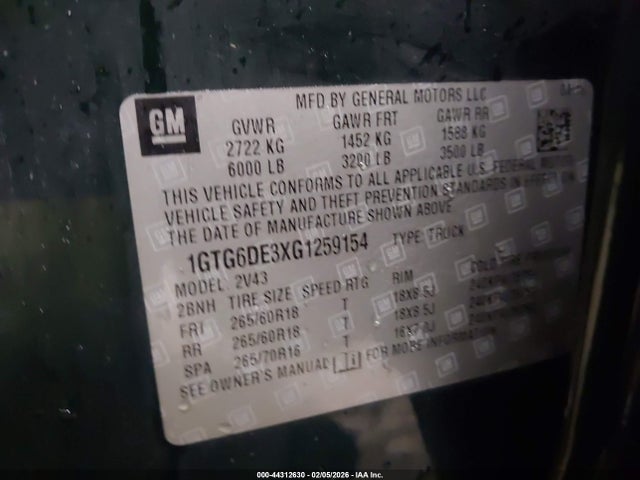 GM
MFD BY GENERAL MOTORS LLC
GVWR GAWR FRT GAWR RR
2722 KG 1452 KG 1588 KG
6000 LB 3200 LB 3500 LB
THIS VEHICLE CONFORMS TO ALL APPLICABLE U.S. FEDERAL
VEHICLE SAFETY AND THEFT PREVENTION STANDARDS IN EFFECT ON
THE DATE OF MANUFACTURE SHOWN ABOVE
1GTG6DE3XG1259154 TYPE: TRUCK
MODEL: 2V43
2BNH TIRE SIZE SPEED RTG RIM
FRT 265/60R18 T 18X8.5J
RR 265/60R18 T 18X8.5J
SPA 265/70R16 T
SEE OWNER'S MANUAL FOR MORE INFORMATION
000-44312630 - 02/05/2026 - IAA Inc.